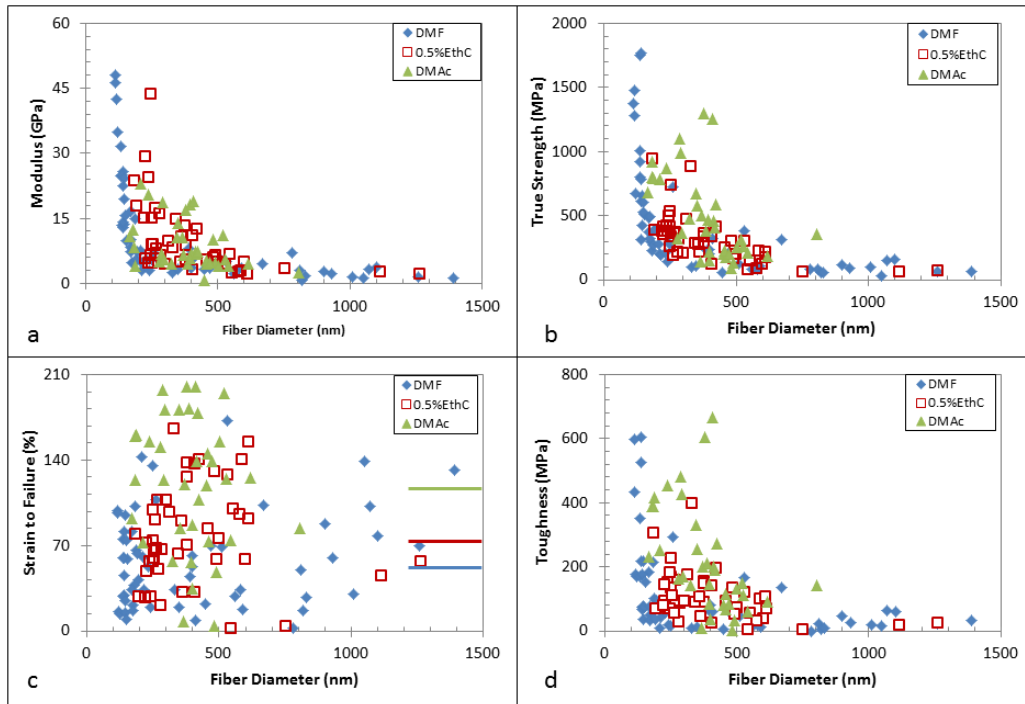 60
45
30
15
0
Modulus (GPa)
DMF
0.5%EthC
DMAc
0 500 1000 1500
Fiber Diameter (nm)
a
2000
1500
1000
500
0
True Strength (MPa)
DMF
0.5%EthC
DMAc
0 500 1000 1500
Fiber Diameter (nm)
b
210
140
70
0
Strain to Failure (%)
DMF
0.5%EthC
DMAc
0 500 1000 1500
Fiber Diameter (nm)
c
800
600
400
200
0
Toughness (MPa)
DMF
0.5%EthC
DMAc
0 500 1000 1500
Fiber Diameter (nm)
d